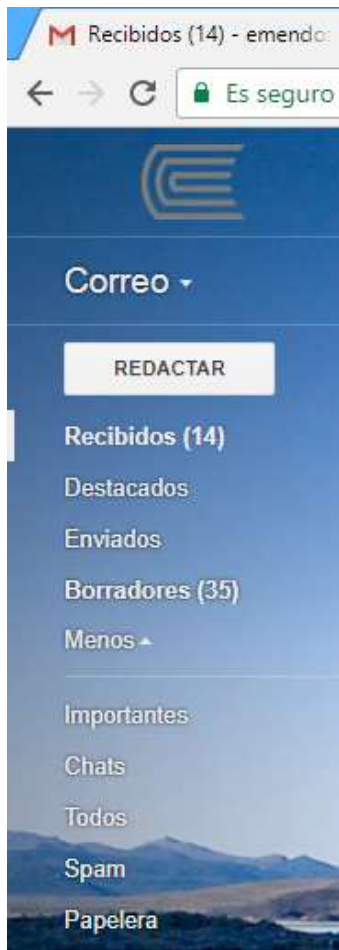 Recibidos (14) - emendo
Es seguro
Correo
REDACTAR
Recibidos (14)
Destacados
Enviados
Borradores (35)
Menos
Importantes
Chats
Todos
Spam
Papelera